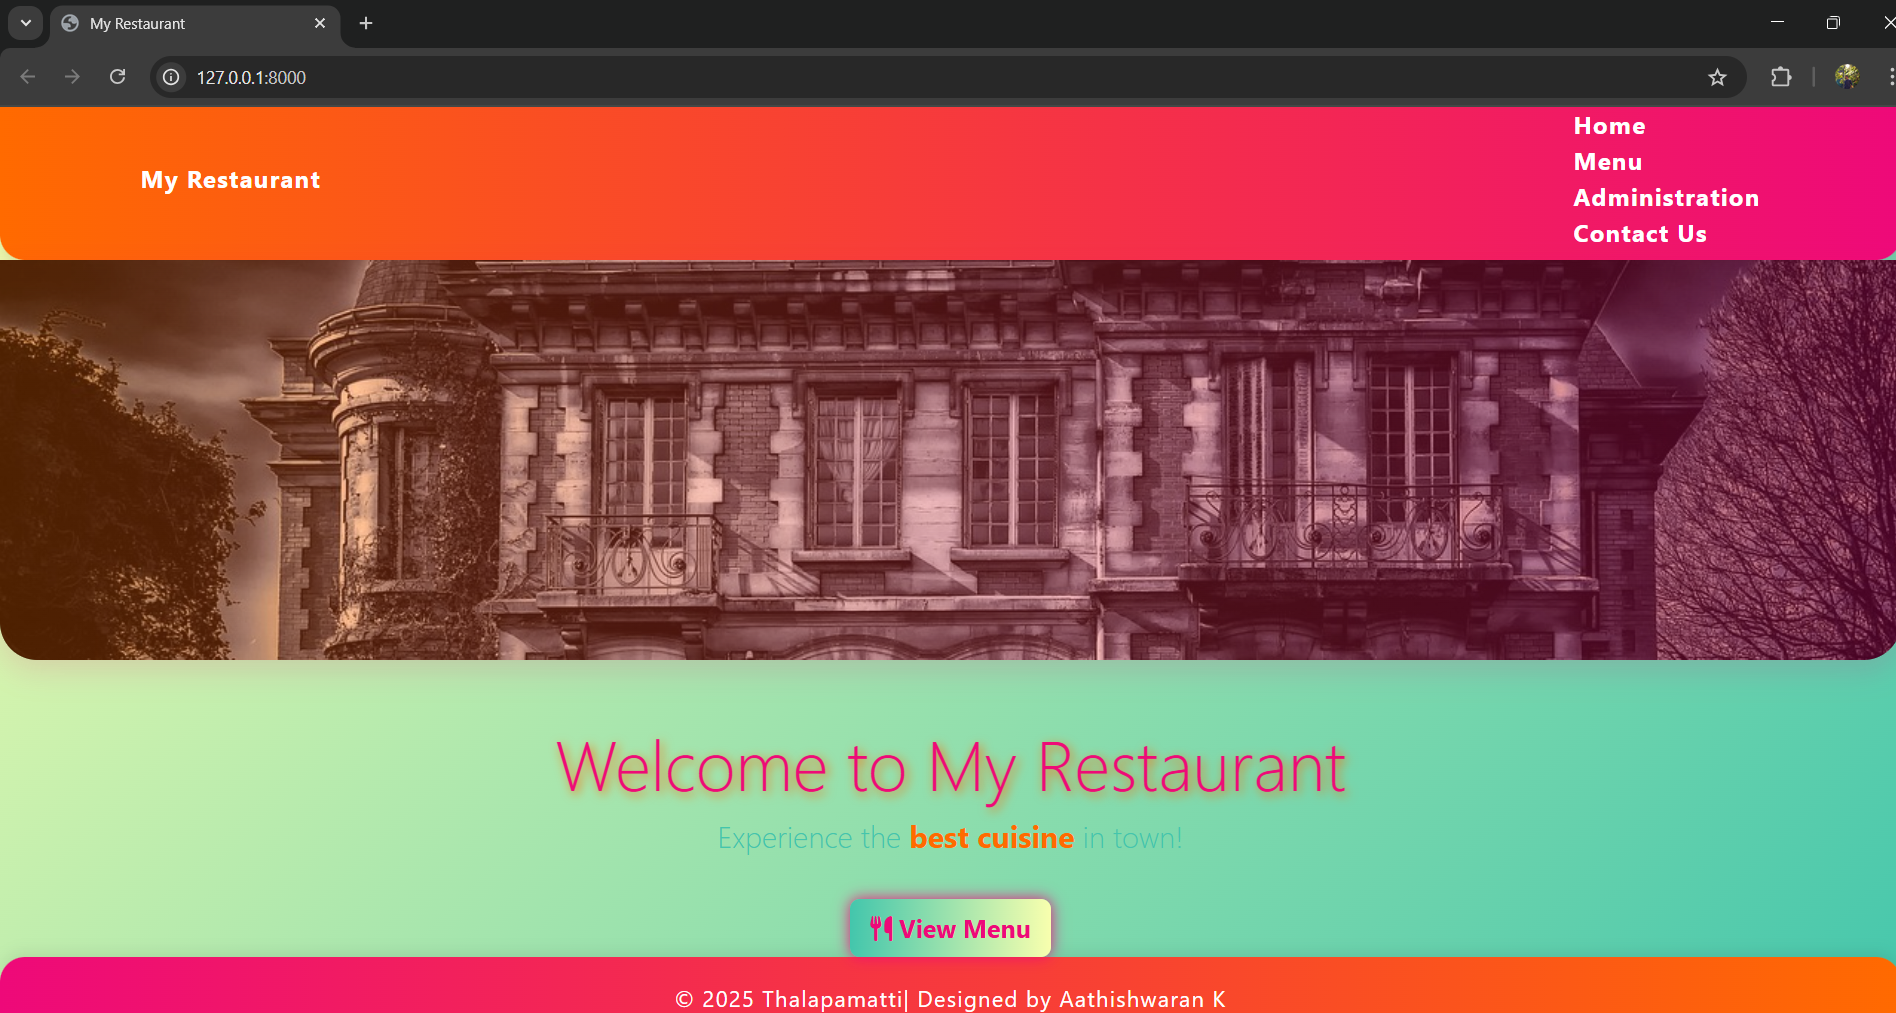 My Restaurant
127.0.0.1:8000
My Restaurant
Home
Menu
Administration
Contact Us
Welcome to My Restaurant
Experience the best cuisine in town!
View Menu
© 2025 Thalapamatti| Designed by Aathishwaran K